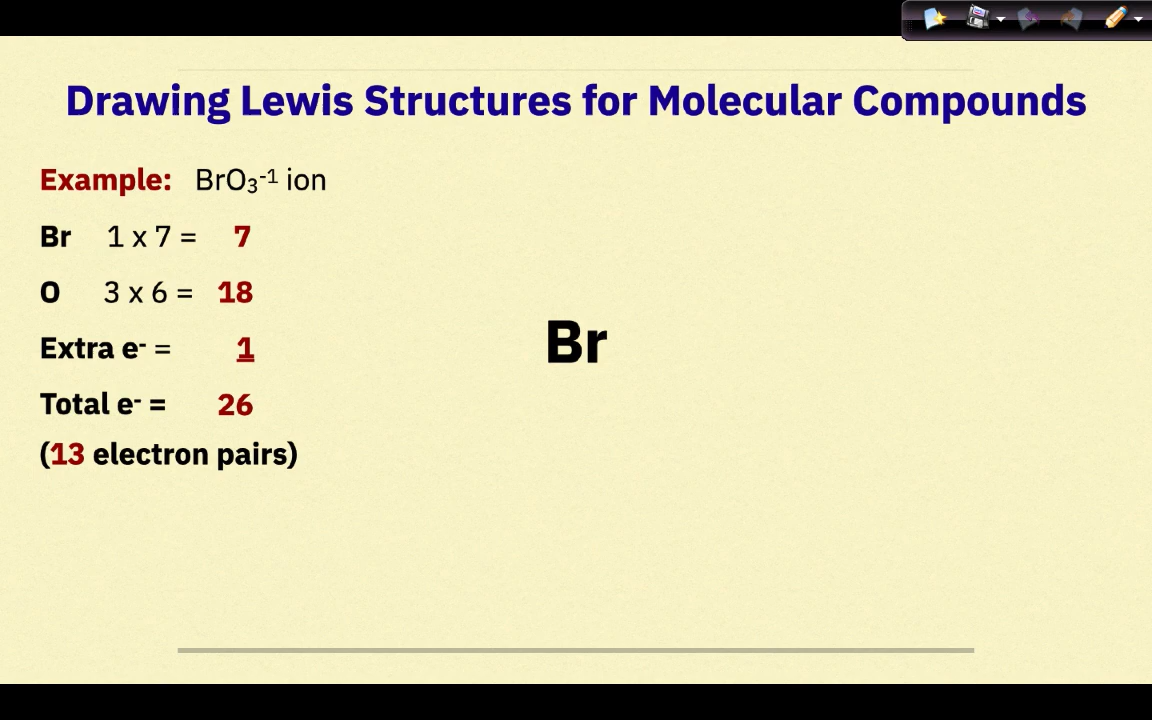 Drawing Lewis Structures for Molecular Compounds
Example: BrO₃⁻¹ ion
Br 1 x 7 = 7
O 3 x 6 = 18
Extra e⁻ = 1
Br
Total e⁻ = 26
(13 electron pairs)